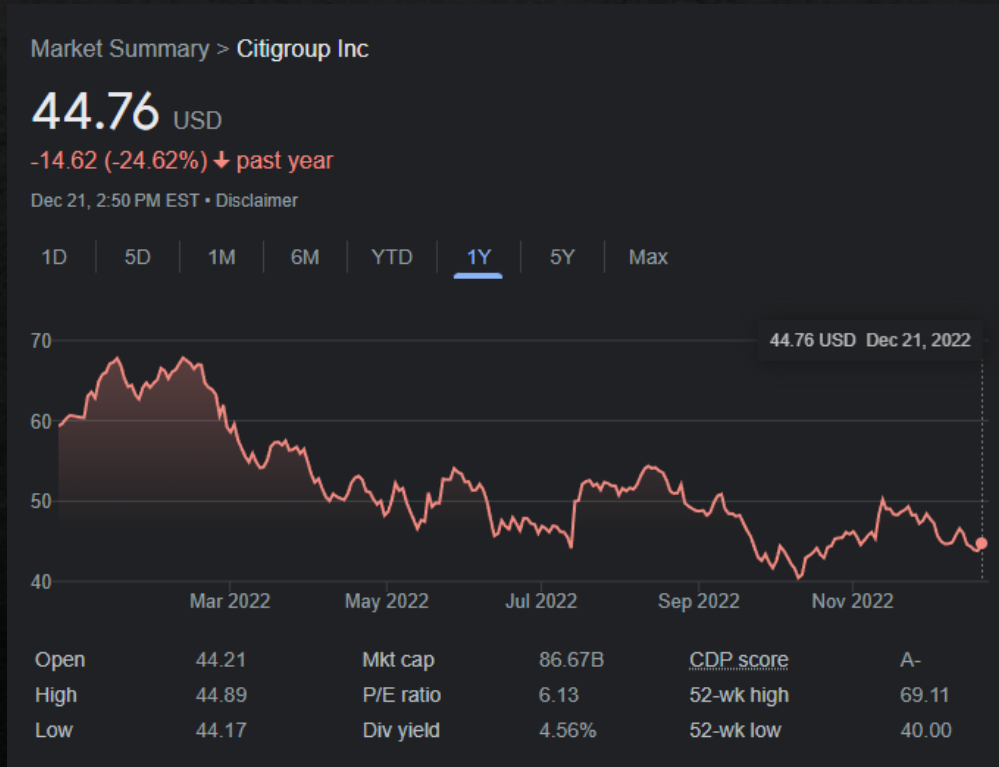 Market Summary > Citigroup Inc
44.76 USD
-14.62 (-24.62%) ↓ past year
Dec 21, 2:50 PM EST • Disclaimer
1D 5D 1M 6M YTD 1Y 5Y Max
44.76 USD Dec 21, 2022
70
60
50
40
Mar 2022 May 2022 Jul 2022 Sep 2022 Nov 2022
Open 44.21 Mkt cap 86.67B CDP score A-
High 44.89 P/E ratio 6.13 52-wk high 69.11
Low 44.17 Div yield 4.56% 52-wk low 40.00